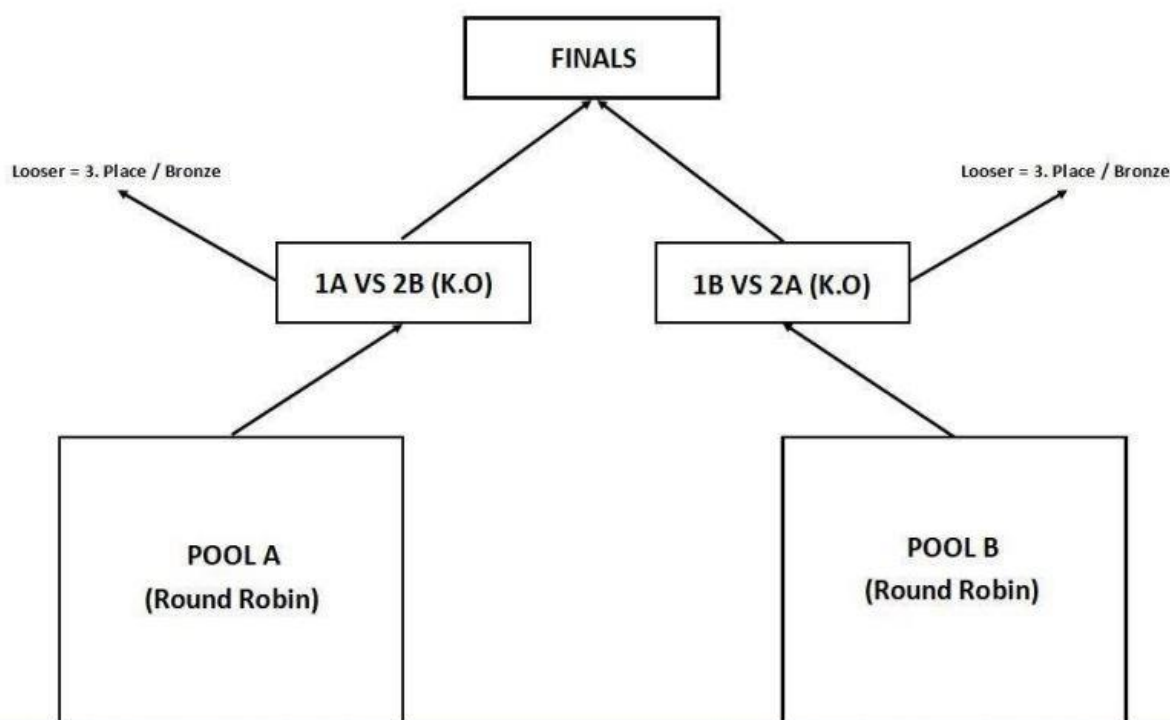 FINALS
Looser = 3. Place / Bronze
Looser = 3. Place / Bronze
1A VS 2B (K.O)
1B VS 2A (K.O)
POOL A
(Round Robin)
POOL B
(Round Robin)